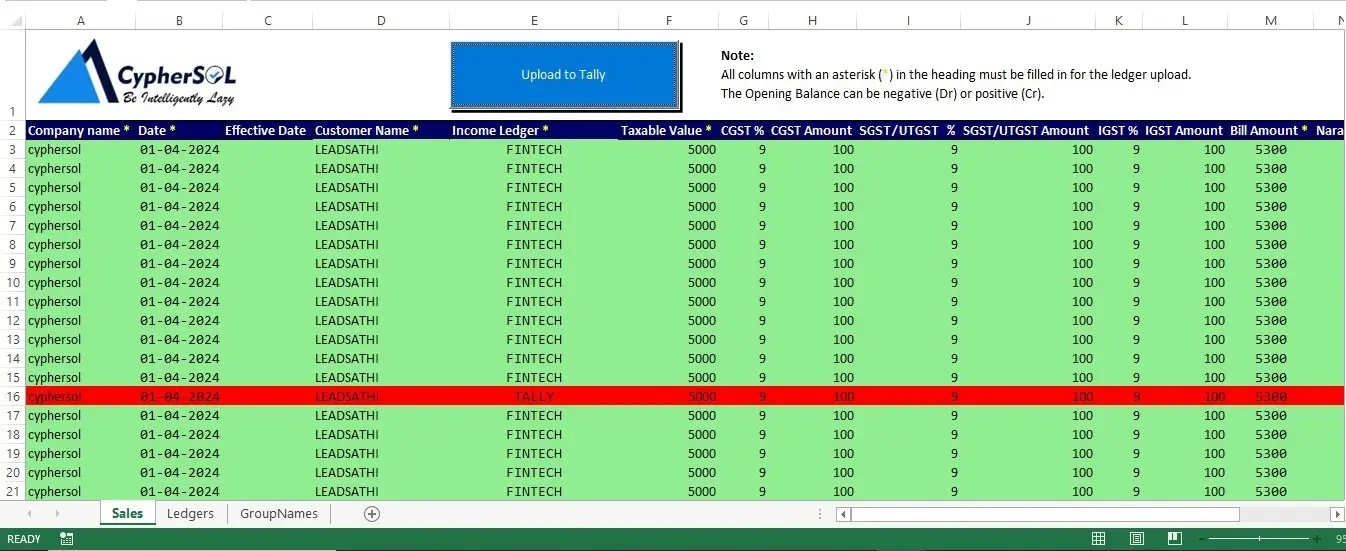 A B C D E F G H I J K L M N
CypherSOL
Be Intelligently Lazy
Upload to Tally
Note:
All columns with an asterisk (*) in the heading must be filled in for the ledger upload.
The Opening Balance can be negative (Dr) or positive (Cr).
1
2 Company name * Date * Effective Date Customer Name * Income Ledger * Taxable Value * CGST % CGST Amount SGST/UTGST % SGST/UTGST Amount IGST % IGST Amount Bill Amount * Nara
3 cyphersol 01-04-2024 LEADSATHI FINTECH 5000 9 100 9 100 9 100 5300
4 cyphersol 01-04-2024 LEADSATHI FINTECH 5000 9 100 9 100 9 100 5300
5 cyphersol 01-04-2024 LEADSATHI FINTECH 5000 9 100 9 100 9 100 5300
6 cyphersol 01-04-2024 LEADSATHI FINTECH 5000 9 100 9 100 9 100 5300
7 cyphersol 01-04-2024 LEADSATHI FINTECH 5000 9 100 9 100 9 100 5300
8 cyphersol 01-04-2024 LEADSATHI FINTECH 5000 9 100 9 100 9 100 5300
9 cyphersol 01-04-2024 LEADSATHI FINTECH 5000 9 100 9 100 9 100 5300
10 cyphersol 01-04-2024 LEADSATHI FINTECH 5000 9 100 9 100 9 100 5300
11 cyphersol 01-04-2024 LEADSATHI FINTECH 5000 9 100 9 100 9 100 5300
12 cyphersol 01-04-2024 LEADSATHI FINTECH 5000 9 100 9 100 9 100 5300
13 cyphersol 01-04-2024 LEADSATHI FINTECH 5000 9 100 9 100 9 100 5300
14 cyphersol 01-04-2024 LEADSATHI FINTECH 5000 9 100 9 100 9 100 5300
15 cyphersol 01-04-2024 LEADSATHI FINTECH 5000 9 100 9 100 9 100 5300
16 cyphersol 01-04-2024 LEADSATHI TALLY 5000 9 100 9 100 9 100 5300
17 cyphersol 01-04-2024 LEADSATHI FINTECH 5000 9 100 9 100 9 100 5300
18 cyphersol 01-04-2024 LEADSATHI FINTECH 5000 9 100 9 100 9 100 5300
19 cyphersol 01-04-2024 LEADSATHI FINTECH 5000 9 100 9 100 9 100 5300
20 cyphersol 01-04-2024 LEADSATHI FINTECH 5000 9 100 9 100 9 100 5300
21 cyphersol 01-04-2024 LEADSATHI FINTECH 5000 9 100 9 100 9 100 5300
Sales Ledgers GroupNames
READY 95